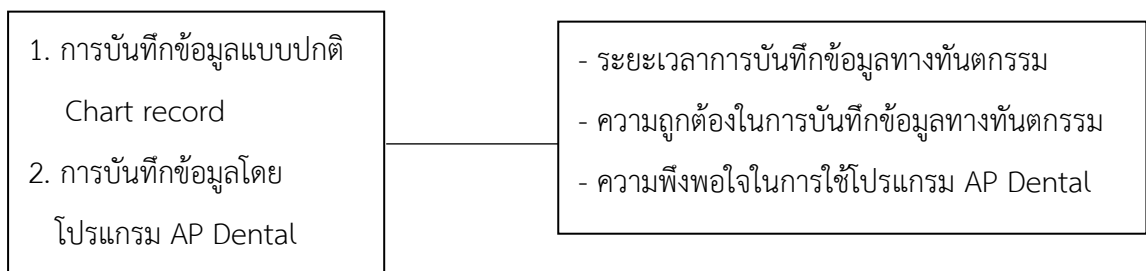 1. การบันทึกข้อมูลแบบปกติ
Chart record
2. การบันทึกข้อมูลโดย
โปรแกรม AP Dental
- ระยะเวลาการบันทึกข้อมูลทางทันตกรรม
- ความถูกต้องในการบันทึกข้อมูลทางทันตกรรม
- ความพึงพอใจในการใช้โปรแกรม AP Dental